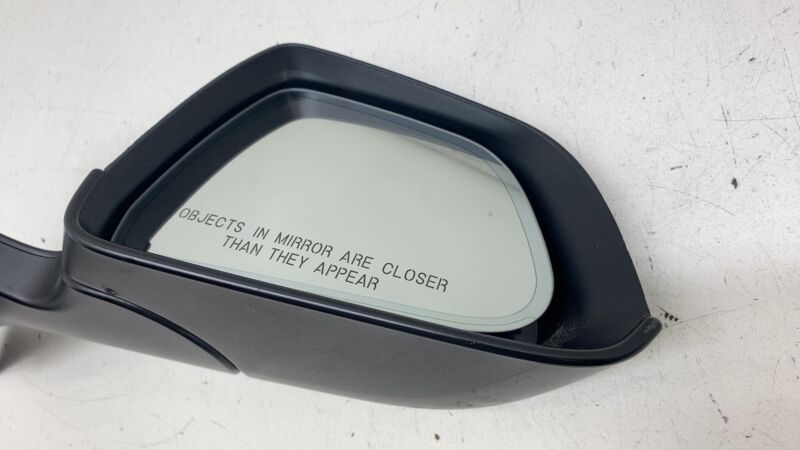 OBJECTS IN MIRROR ARE CLOSER
THAN THEY APPEAR